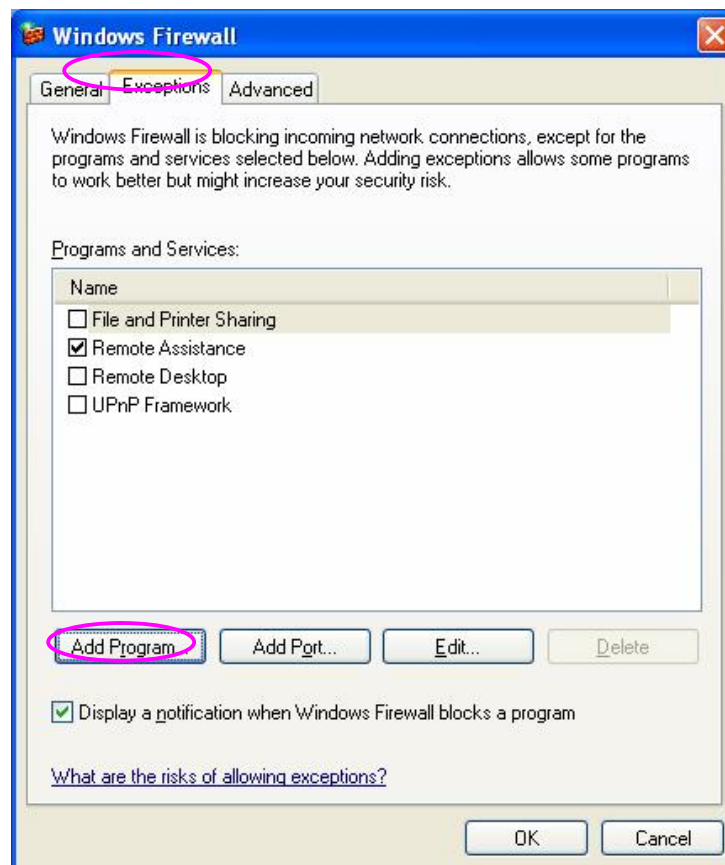 Windows Firewall
General Exceptions Advanced
Windows Firewall is blocking incoming network connections, except for the
programs and services selected below. Adding exceptions allows some programs
to work better but might increase your security risk.
Programs and Services:
Name
File and Printer Sharing
Remote Assistance
Remote Desktop
UPnP Framework
Add Program... Add Port... Edit... Delete
Display a notification when Windows Firewall blocks a program
What are the risks of allowing exceptions?
OK Cancel